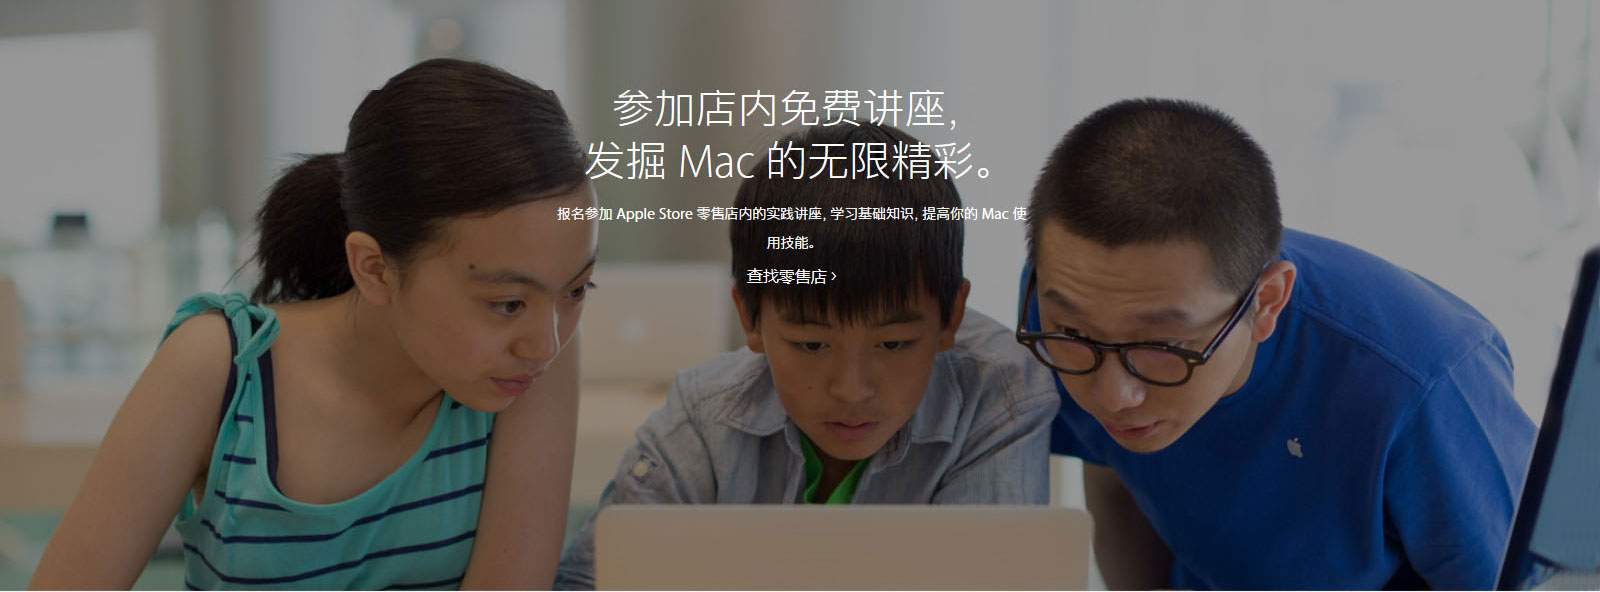 参加店内免费讲座,
发掘 Mac 的无限精彩。
报名参加 Apple Store 零售店内的实践讲座, 学习基础知识, 提高你的 Mac 使
用技能。
查找零售店 ›